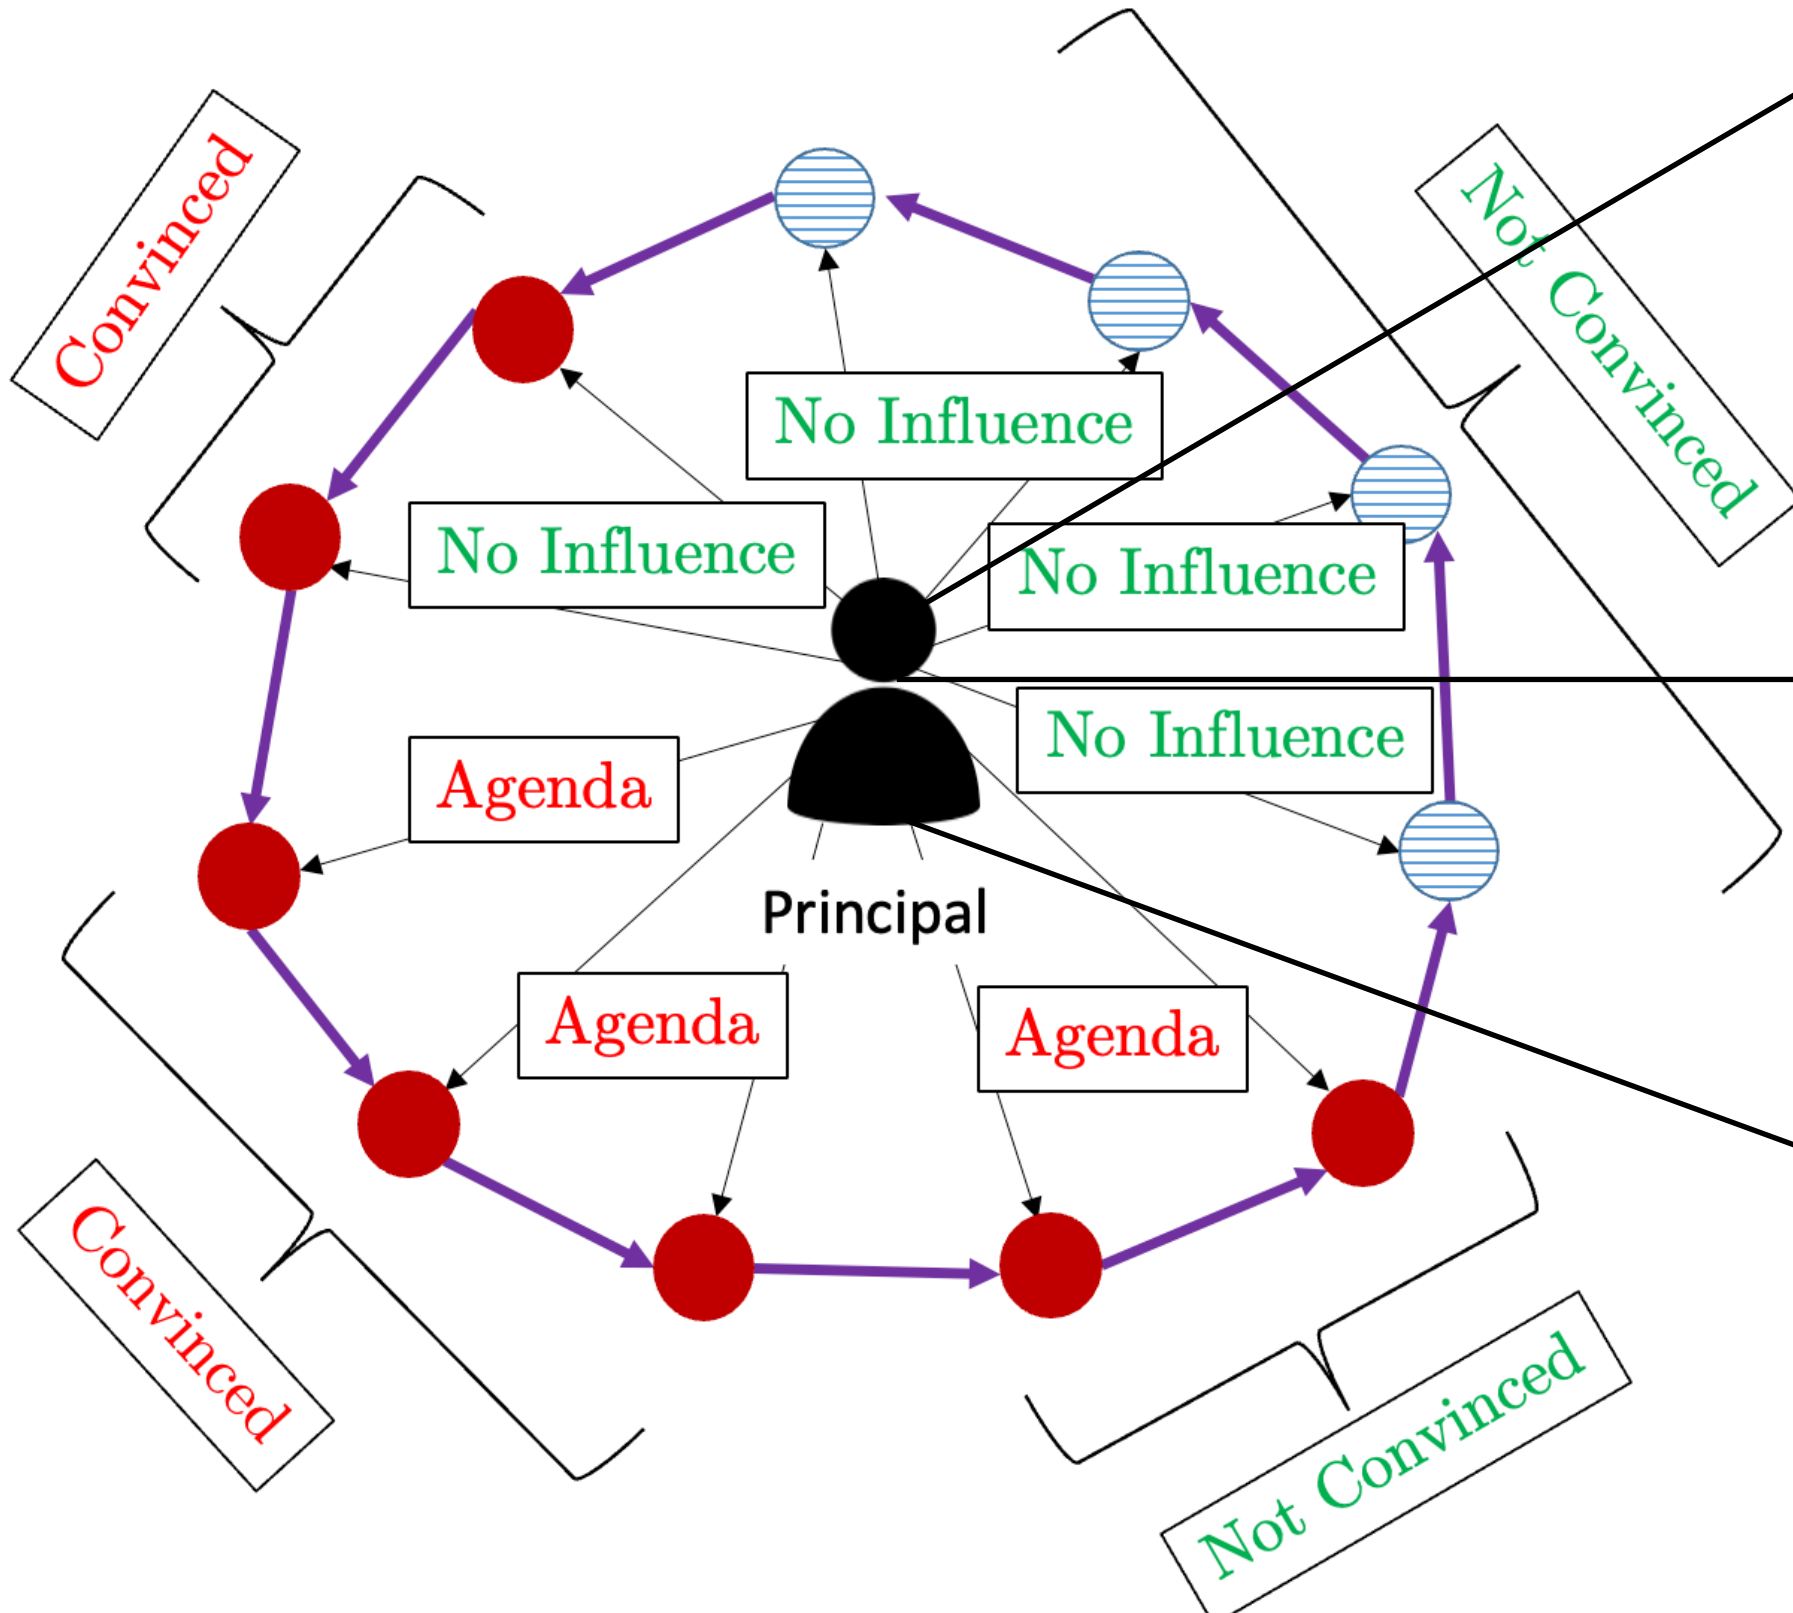 Convinced
Not Convinced
No Influence
No Influence
No Influence
No Influence
Agenda
Principal
Agenda
Agenda
Convinced
Not Convinced